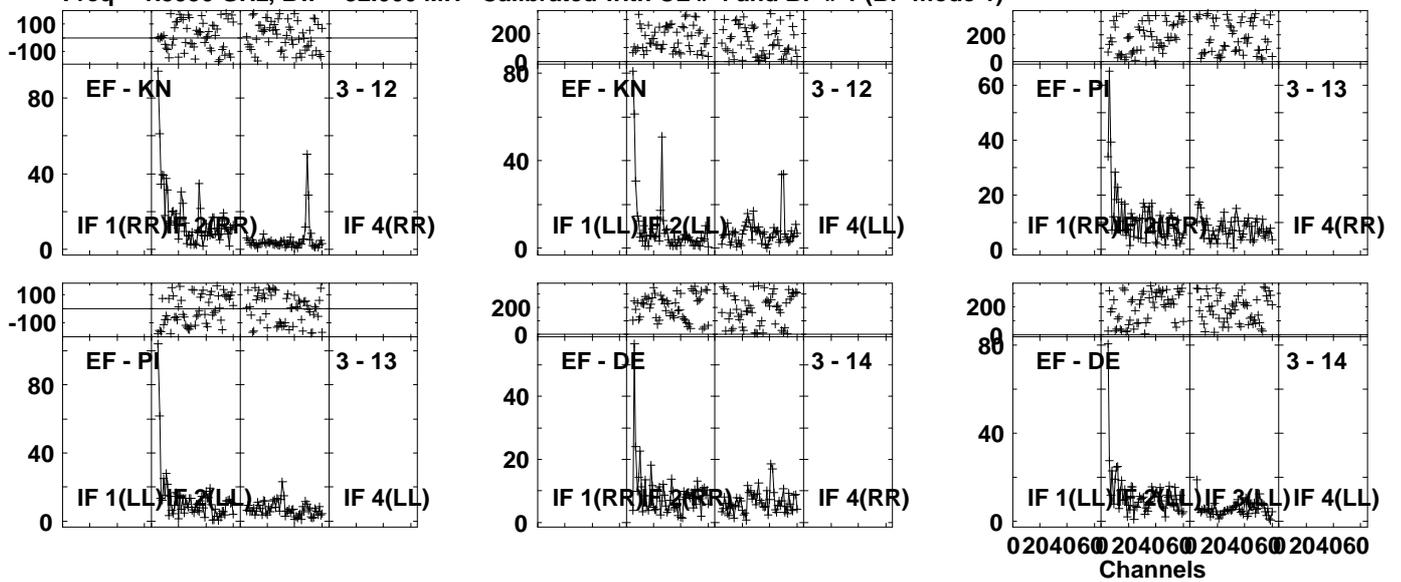 100
-100
EF - KN 3 - 12
80
40
0
IF 1(RR) IF 2(RR) IF 4(RR)
200
0
EF - KN 3 - 12
80
40
0
IF 1(LL) IF 2(LL) IF 4(LL)
200
0
EF - PI 3 - 13
60
40
20
0
IF 1(RR) IF 2(RR) IF 4(RR)
100
-100
EF - PI 3 - 13
80
40
0
IF 1(LL) IF 2(LL) IF 4(LL)
200
0
EF - DE 3 - 14
40
20
0
IF 1(RR) IF 2(RR) IF 4(RR)
200
0
EF - DE 3 - 14
80
40
0
IF 1(LL) IF 2(LL) IF 3(LL) IF 4(LL)
0 20 40 60 0 20 40 60 0 20 40 60 0 20 40 60
Channels